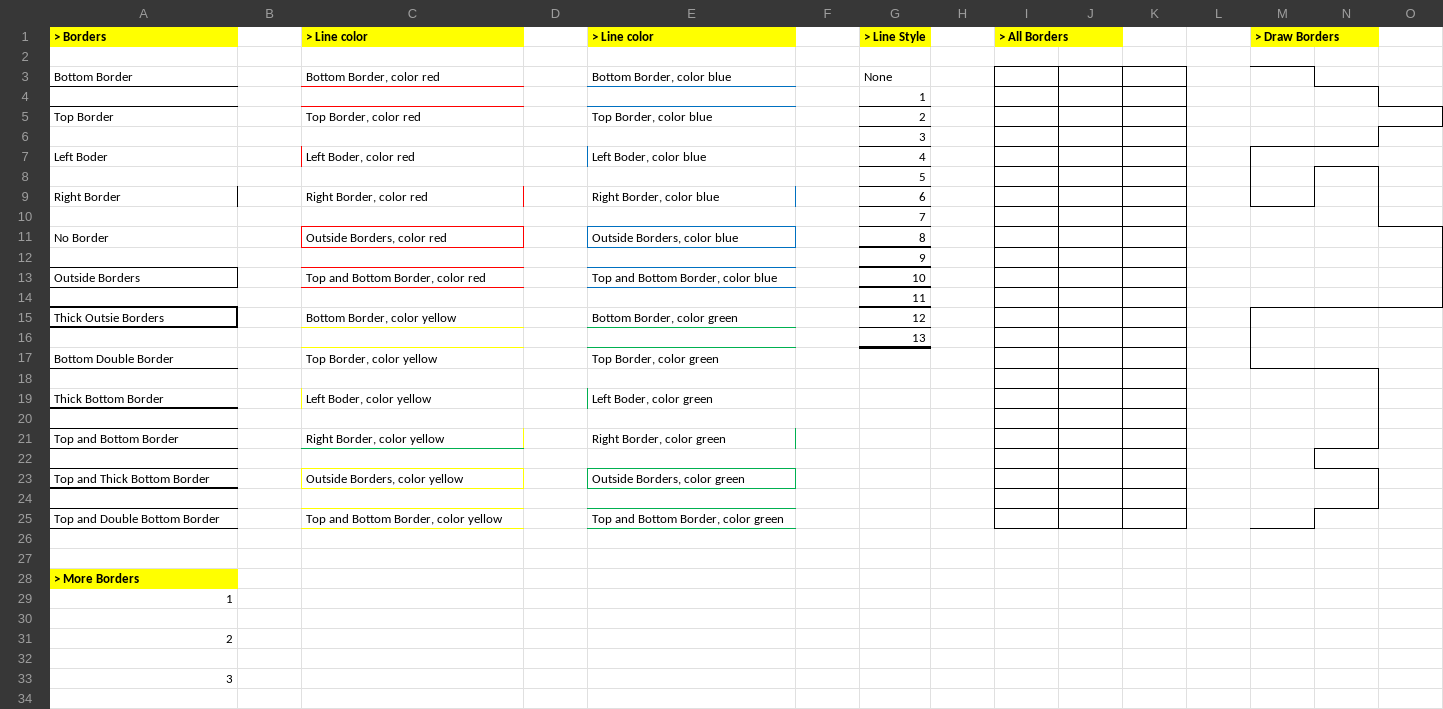 A B C D E F G H I J K L M N O
1 > Borders > Line color > Line color > Line Style > All Borders > Draw Borders
2
3 Bottom Border Bottom Border, color red Bottom Border, color blue None
4 1
5 Top Border Top Border, color red Top Border, color blue 2
6 3
7 Left Boder Left Boder, color red Left Boder, color blue 4
8 5
9 Right Border Right Border, color red Right Border, color blue 6
10 7
11 No Border Outside Borders, color red Outside Borders, color blue 8
12 9
13 Outside Borders Top and Bottom Border, color red Top and Bottom Border, color blue 10
14 11
15 Thick Outsie Borders Bottom Border, color yellow Bottom Border, color green 12
16 13
17 Bottom Double Border Top Border, color yellow Top Border, color green
18
19 Thick Bottom Border Left Boder, color yellow Left Boder, color green
20
21 Top and Bottom Border Right Border, color yellow Right Border, color green
22
23 Top and Thick Bottom Border Outside Borders, color yellow Outside Borders, color green
24
25 Top and Double Bottom Border Top and Bottom Border, color yellow Top and Bottom Border, color green
26
27
28 > More Borders
29 1
30
31 2
32
33 3
34